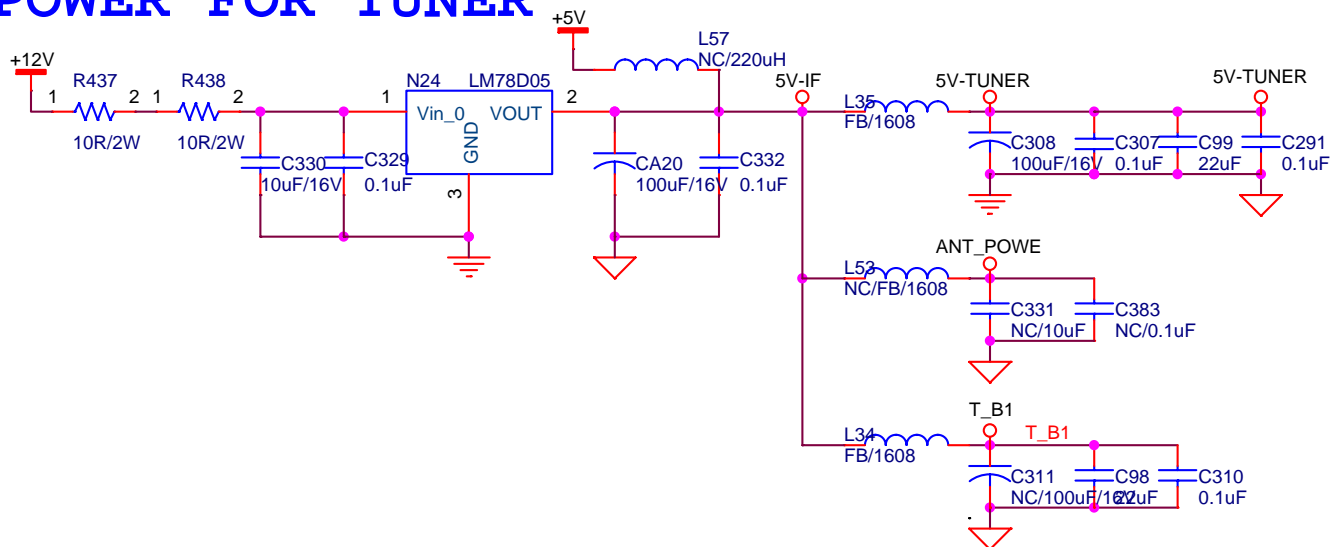 POWER FOR TUNER
+5V
L57
NC/220uH
+12V
R437
R438
N24
LM78D05
5V-IF
5V-TUNER
5V-TUNER
1
2
1
2
1
Vin_0
VOUT
GND
2
3
10R/2W
10R/2W
C330
10uF/16V
C329
0.1uF
CA20
100uF/16V
C332
0.1uF
L35
FB/1608
C308
100uF/16V
C307
0.1uF
C99
22uF
C291
0.1uF
ANT_POWE
L53
NC/FB/1608
C331
NC/10uF
C383
NC/0.1uF
T_B1
T_B1
L34
FB/1608
C311
NC/100uF/16V
C98
22uF
C310
0.1uF